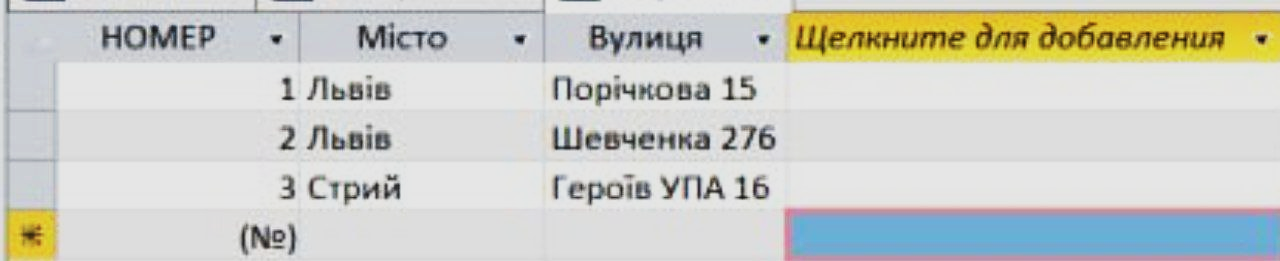 НОМЕР Місто Вулиця Щелкните для добавления
1 Львів Порічкова 15
2 Львів Шевченка 276
3 Стрий Героїв УПА 16
(№)